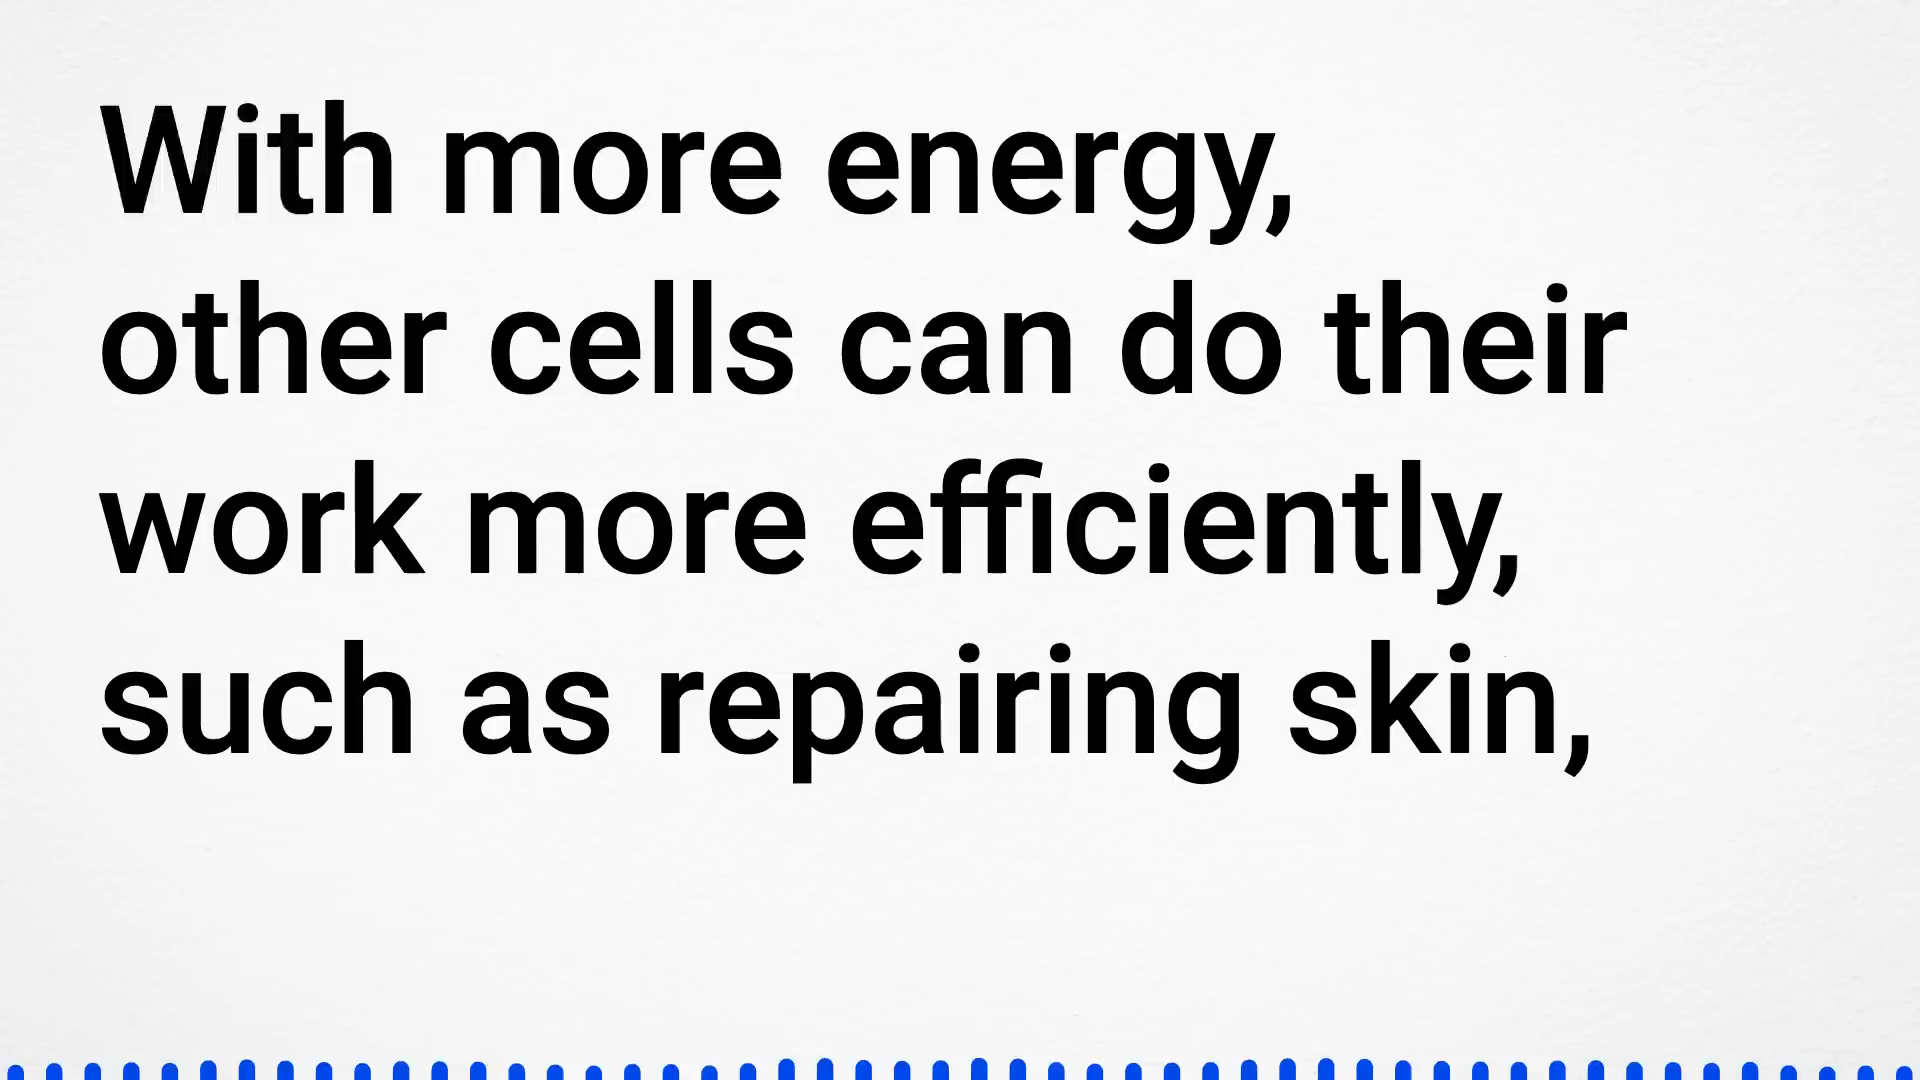 With more energy,
other cells can do their
work more efficiently,
such as repairing skin,